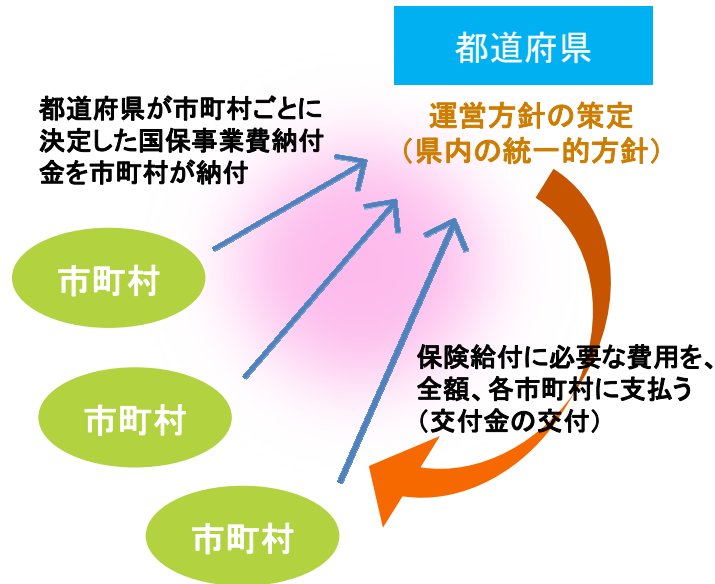 都道府県
運営方針の策定
（県内の統一的方針）
都道府県が市町村ごとに
決定した国保事業費納付
金を市町村が納付
市町村
市町村
市町村
保険給付に必要な費用を、
全額、各市町村に支払う
（交付金の交付）